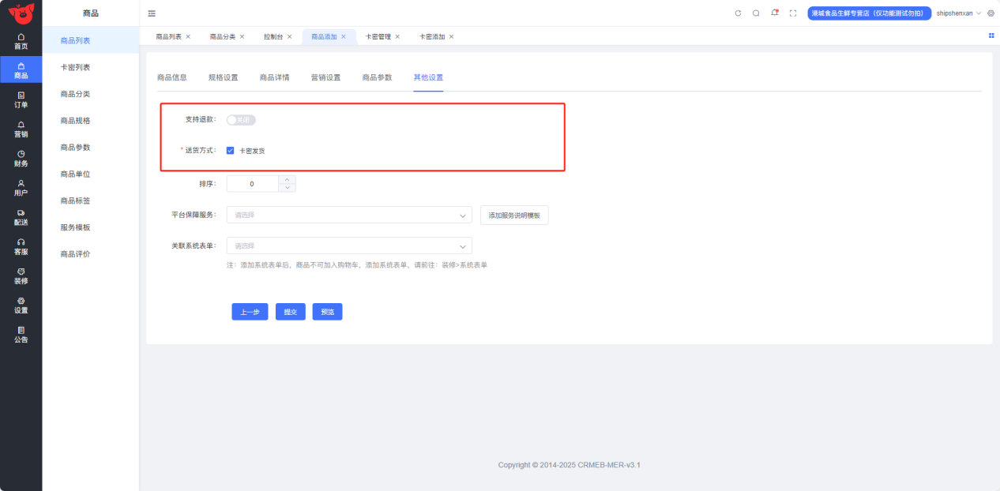 商品
港城食品生鲜专营店（仅功能测试勿拍）
shipshenxan
首页
商品
订单
营销
财务
用户
配送
客服
装修
设置
公告
商品列表
卡密列表
商品分类
商品规格
商品参数
商品单位
商品标签
服务模板
商品评价
商品列表 × 商品分类 × 控制台 × 商品添加 × 卡密管理 × 卡密添加 ×
商品信息 规格设置 商品详情 营销设置 商品参数 其他设置
支持退款： 关闭
* 送货方式： 卡密发货
排序： 0
平台保障服务： 请选择 添加服务说明模板
关联系统表单： 请选择
注：添加系统表单后，商品不可加入购物车，添加系统表单，请前往：装修>系统表单
上一步 提交 预览
Copyright © 2014-2025 CRMEB-MER-v3.1